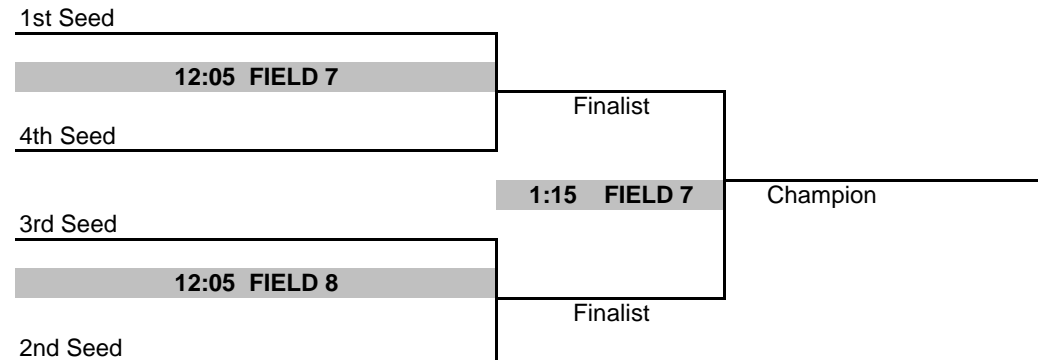 1st Seed
12:05 FIELD 7
Finalist
4th Seed
1:15 FIELD 7
Champion
3rd Seed
12:05 FIELD 8
Finalist
2nd Seed